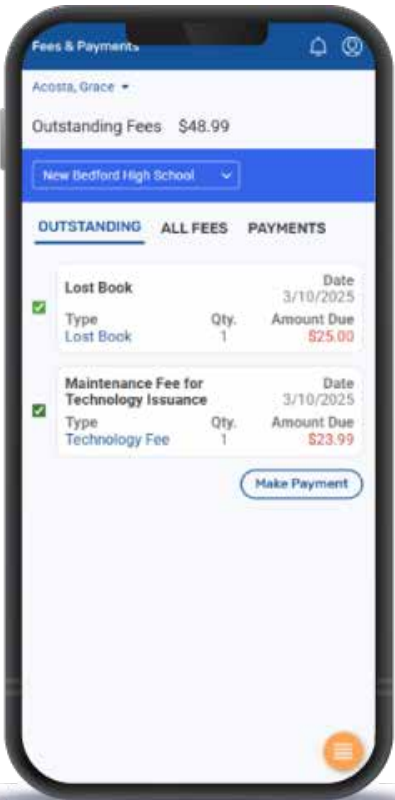 Fees & Payments
Acosta, Grace
Outstanding Fees $48.99
New Bedford High School
OUTSTANDING ALL FEES PAYMENTS
Lost Book Date
3/10/2025
Type Qty. Amount Due
Lost Book 1 $25.00
Maintenance Fee for Date
Technology Issuance 3/10/2025
Type Qty. Amount Due
Technology Fee 1 $23.99
Make Payment